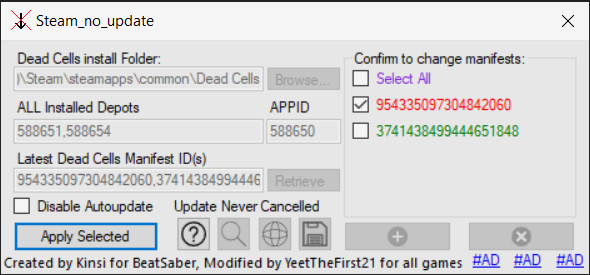 Steam_no_update
Dead Cells install Folder:
)\Steam\steamapps\common\Dead Cells
Browse...
ALL Installed Depots
APPID
588651,588654
588650
Latest Dead Cells Manifest ID(s)
954335097304842060,37414384994446
Retrieve
Disable Autoupdate
Update Never Cancelled
Apply Selected
Confirm to change manifests:
Select All
954335097304842060
3741438499444651848
Created by Kinsi for BeatSaber, Modified by YeetTheFirst21 for all games
#AD
#AD
#AD